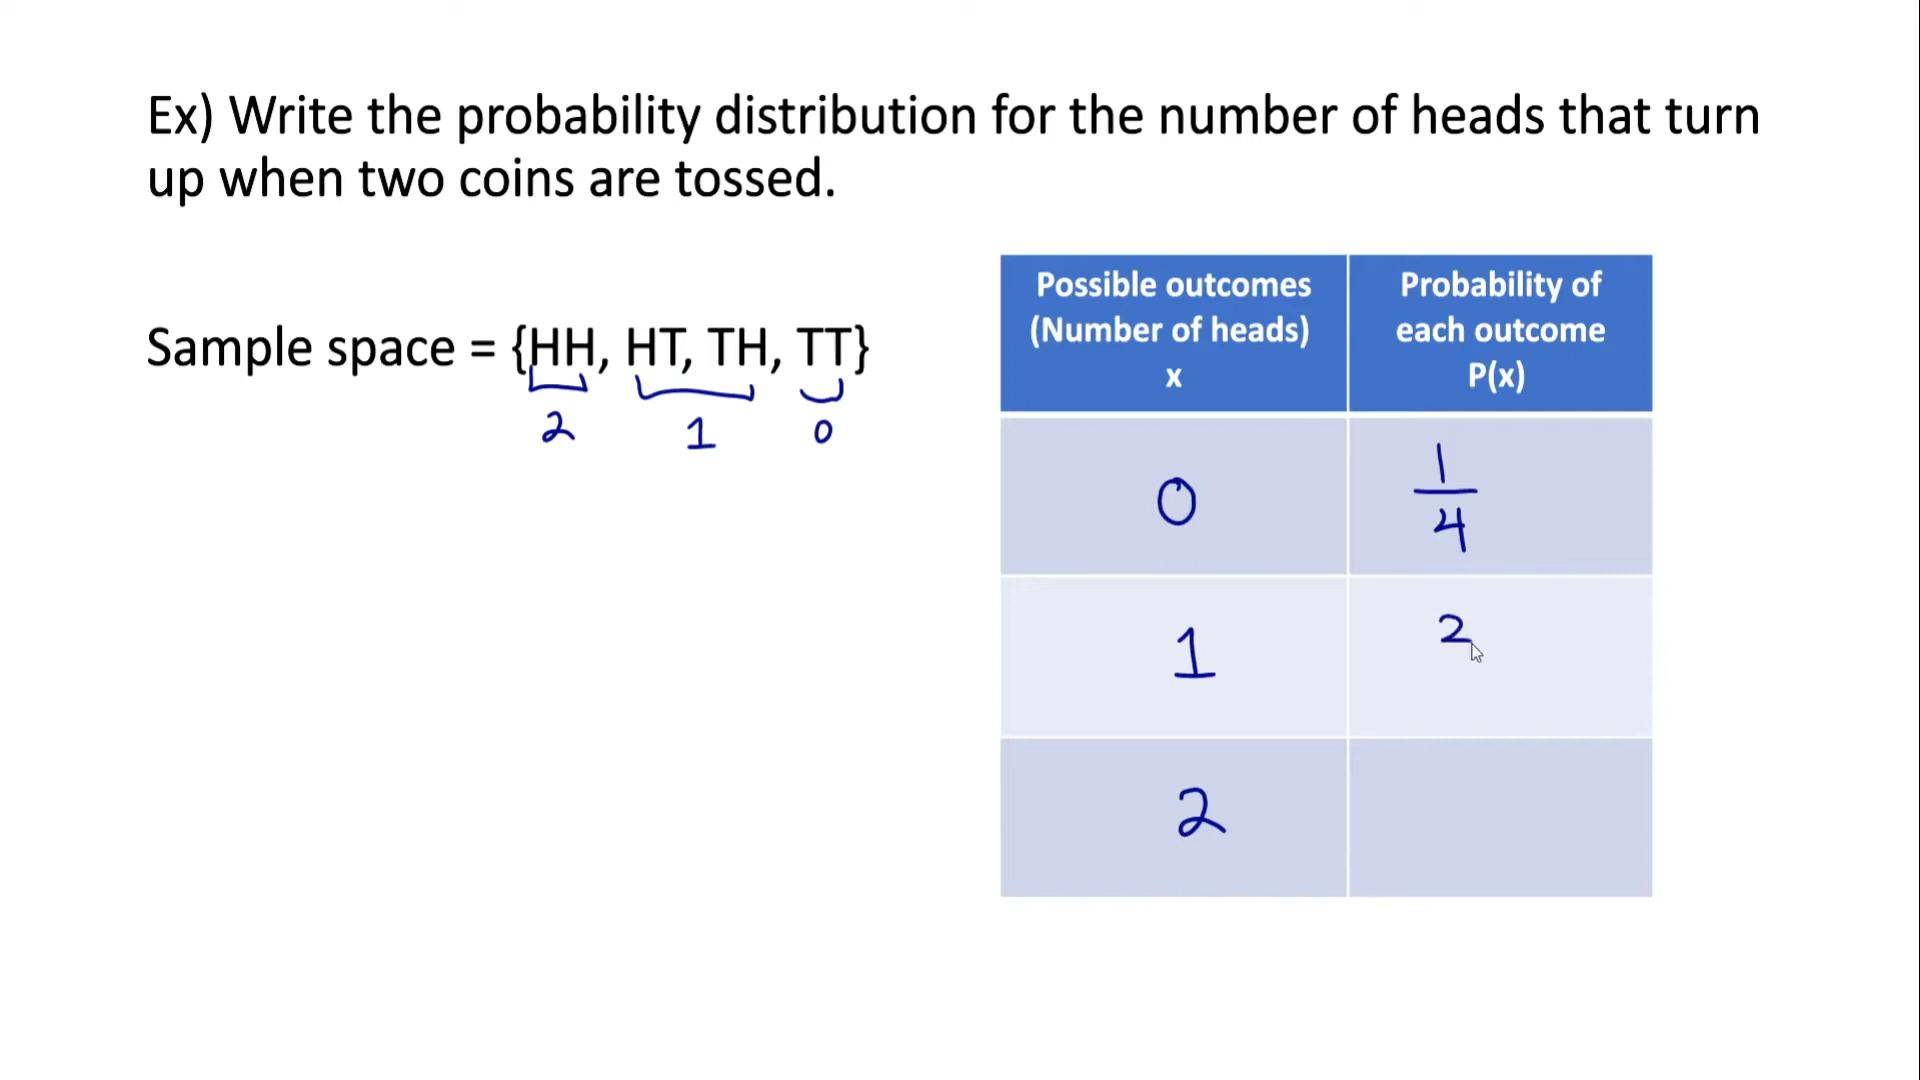 Ex) Write the probability distribution for the number of heads that turn
up when two coins are tossed.
Sample space = {HH, HT, TH, TT}
2 1 0
Possible outcomes
(Number of heads)
x
Probability of
each outcome
P(x)
0 1/4
1 2
2